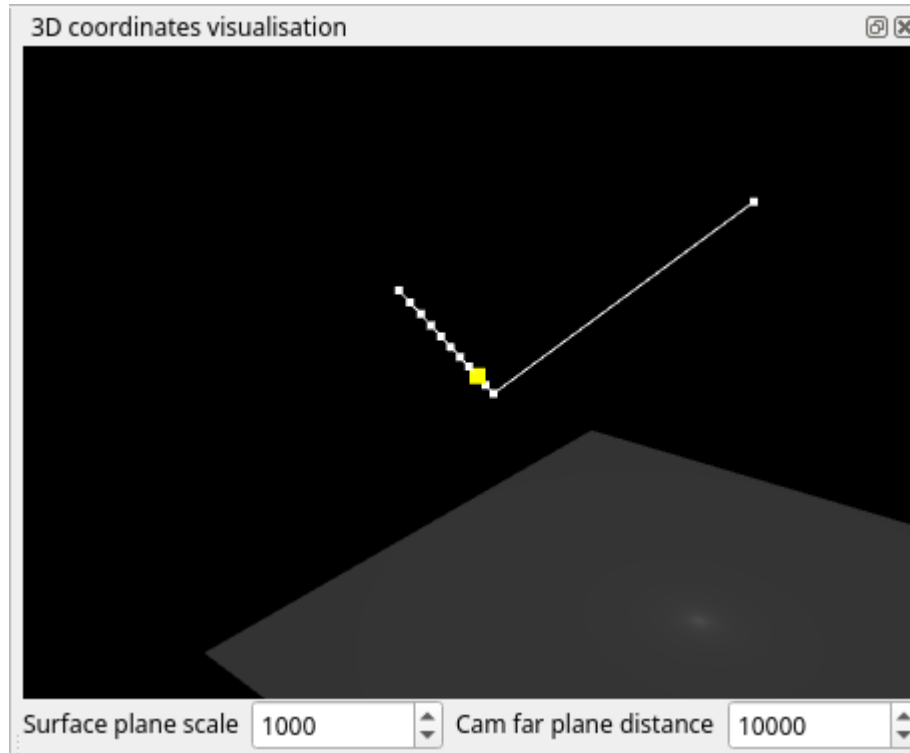 3D coordinates visualisation
Surface plane scale 1000 Cam far plane distance 10000